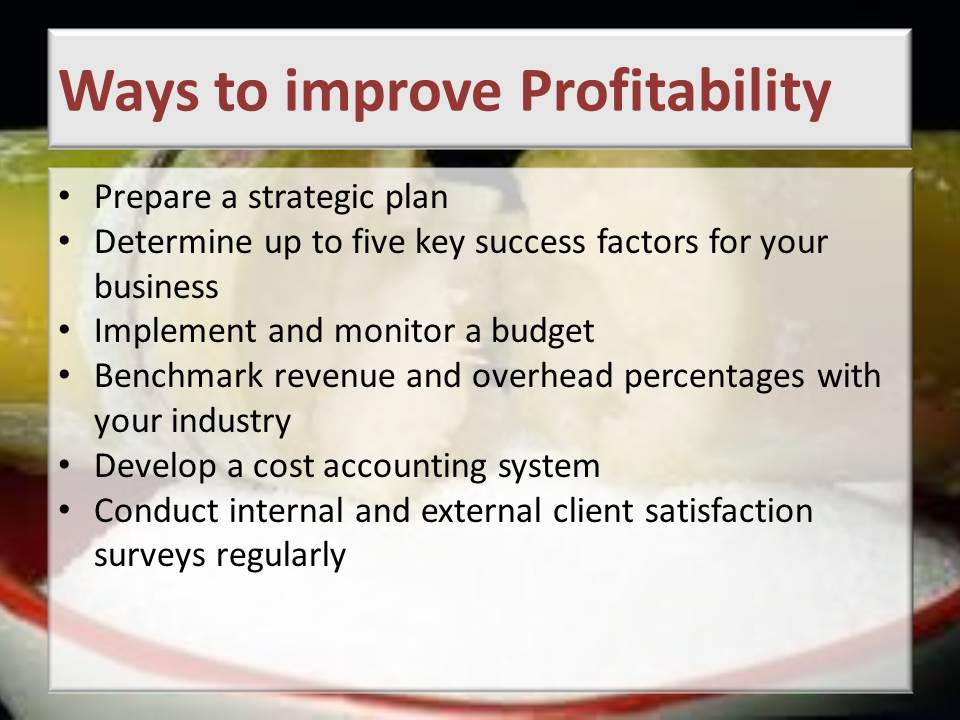 Ways to improve Profitability
• Prepare a strategic plan
• Determine up to five key success factors for your
business
• Implement and monitor a budget
• Benchmark revenue and overhead percentages with
your industry
• Develop a cost accounting system
• Conduct internal and external client satisfaction
surveys regularly